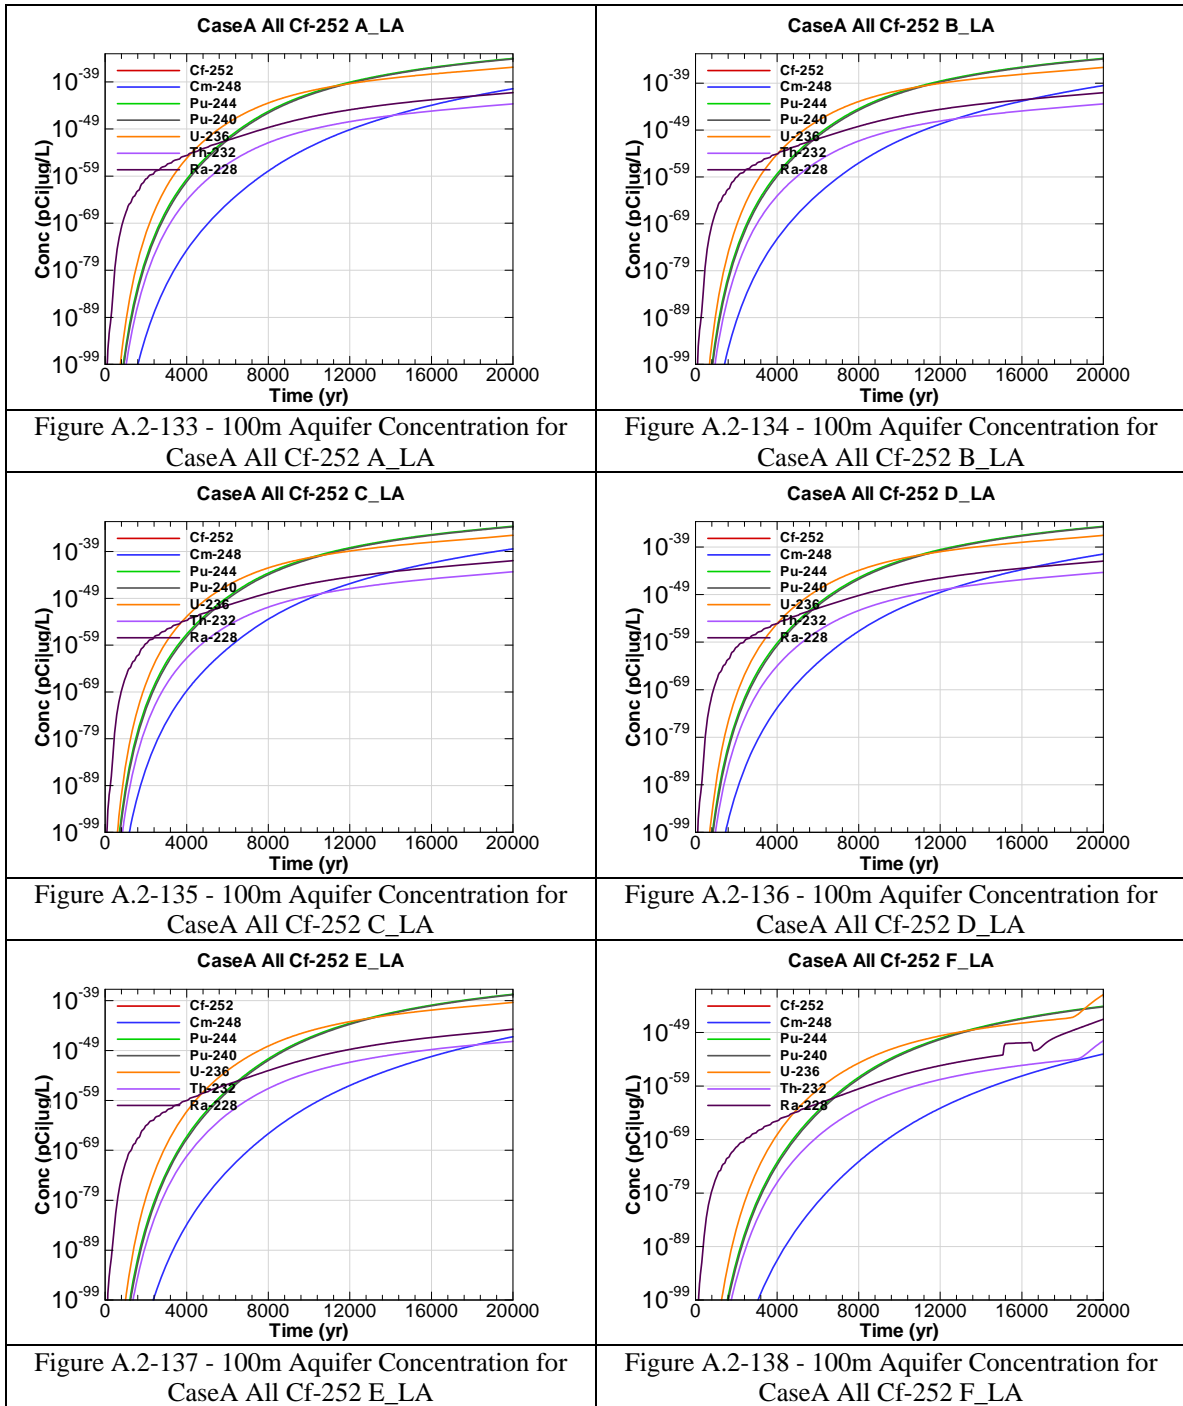 CaseA All Cf-252 A_LA
Conc (pCi|ug/L)
10-39
10-49
10-59
10-69
10-79
10-89
10-99
Cf-252
Cm-248
Pu-244
Pu-240
U-236
Th-232
Ra-228
0 4000 8000 12000 16000 20000
Time (yr)
Figure A.2-133 - 100m Aquifer Concentration for
CaseA All Cf-252 A_LA
CaseA All Cf-252 B_LA
Conc (pCi|ug/L)
10-39
10-49
10-59
10-69
10-79
10-89
10-99
Cf-252
Cm-248
Pu-244
Pu-240
U-236
Th-232
Ra-228
0 4000 8000 12000 16000 20000
Time (yr)
Figure A.2-134 - 100m Aquifer Concentration for
CaseA All Cf-252 B_LA
CaseA All Cf-252 C_LA
Conc (pCi|ug/L)
10-39
10-49
10-59
10-69
10-79
10-89
10-99
Cf-252
Cm-248
Pu-244
Pu-240
U-236
Th-232
Ra-228
0 4000 8000 12000 16000 20000
Time (yr)
Figure A.2-135 - 100m Aquifer Concentration for
CaseA All Cf-252 C_LA
CaseA All Cf-252 D_LA
Conc (pCi|ug/L)
10-39
10-49
10-59
10-69
10-79
10-89
10-99
Cf-252
Cm-248
Pu-244
Pu-240
U-236
Th-232
Ra-228
0 4000 8000 12000 16000 20000
Time (yr)
Figure A.2-136 - 100m Aquifer Concentration for
CaseA All Cf-252 D_LA
CaseA All Cf-252 E_LA
Conc (pCi|ug/L)
10-39
10-49
10-59
10-69
10-79
10-89
10-99
Cf-252
Cm-248
Pu-244
Pu-240
U-236
Th-232
Ra-228
0 4000 8000 12000 16000 20000
Time (yr)
Figure A.2-137 - 100m Aquifer Concentration for
CaseA All Cf-252 E_LA
CaseA All Cf-252 F_LA
Conc (pCi|ug/L)
10-49
10-59
10-69
10-79
10-89
10-99
Cf-252
Cm-248
Pu-244
Pu-240
U-236
Th-232
Ra-228
0 4000 8000 12000 16000 20000
Time (yr)
Figure A.2-138 - 100m Aquifer Concentration for
CaseA All Cf-252 F_LA